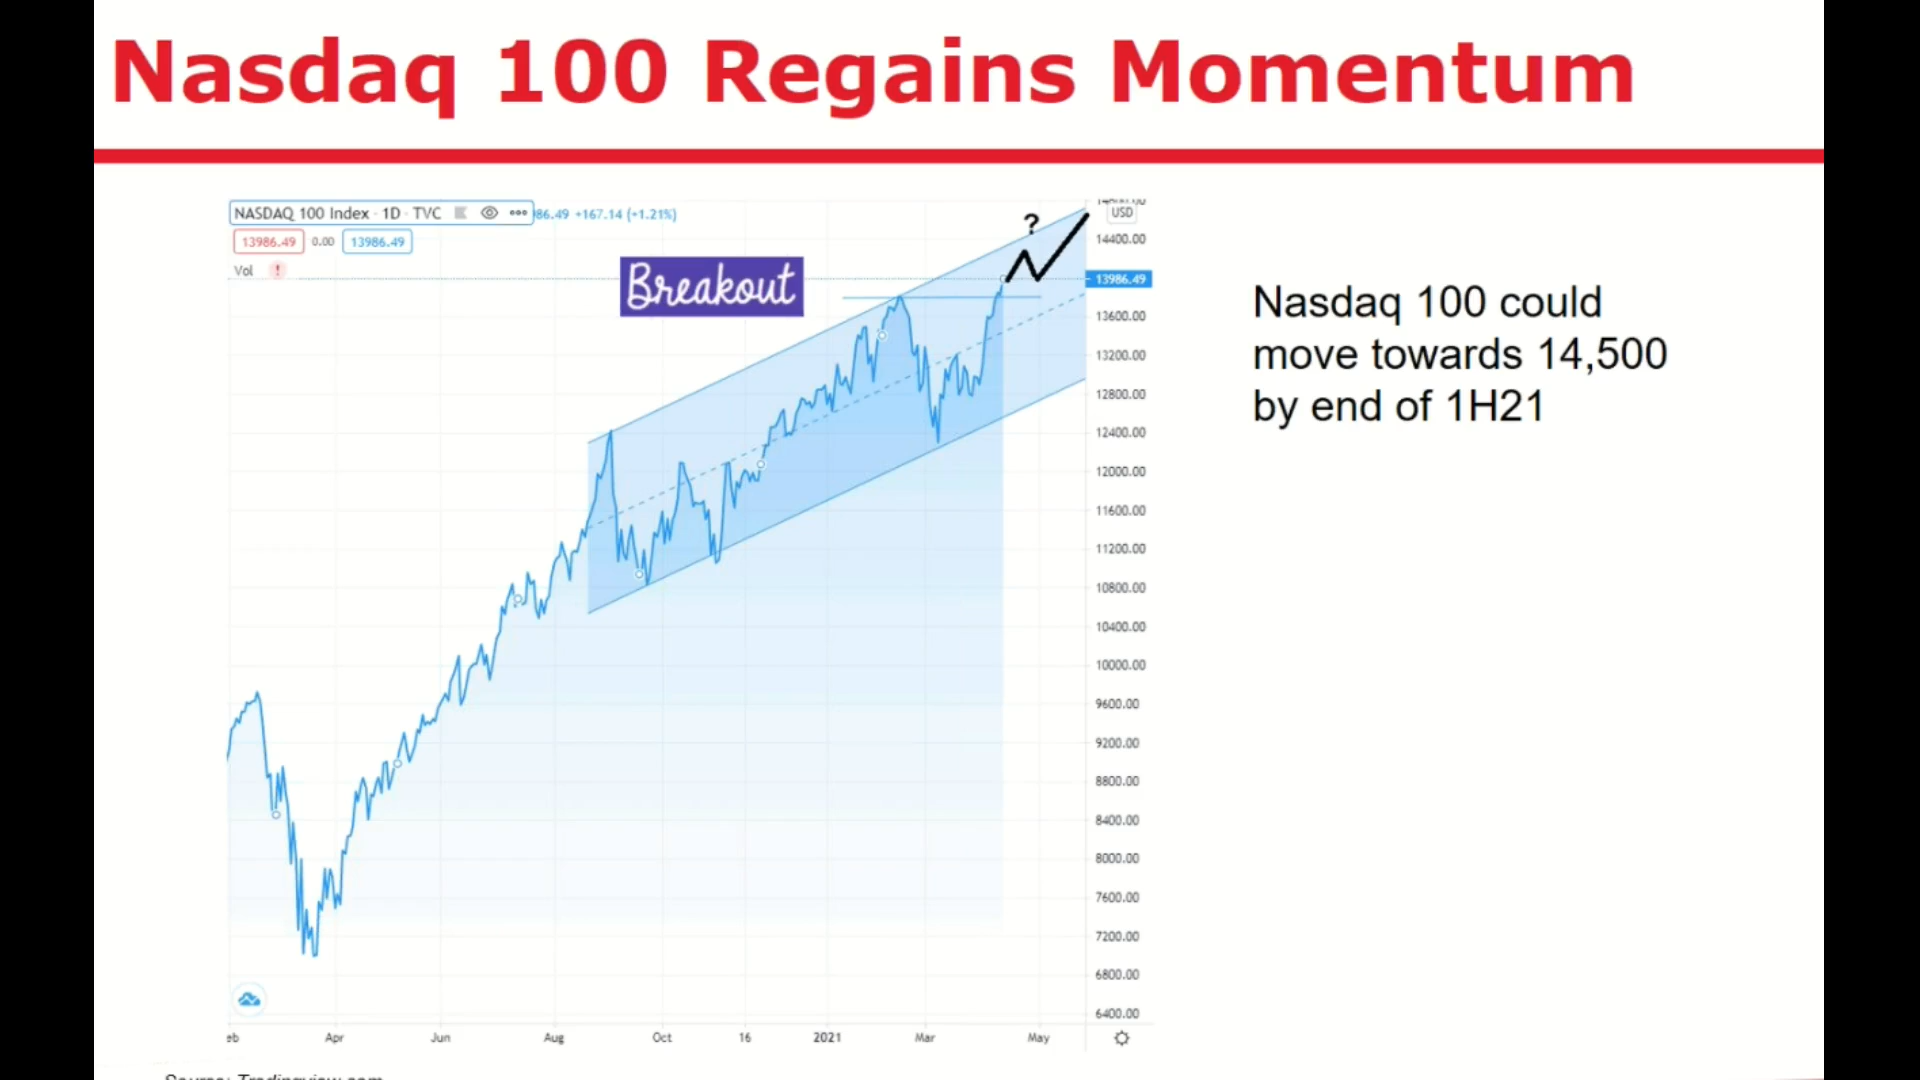 Nasdaq 100 Regains Momentum
NASDAQ 100 Index · 1D · TVC
86.49 +167.14 (+1.21%)
13986.49 0.00 13986.49
Vol !
Breakout
?
USD
14400.00
13986.49
13600.00
13200.00
12800.00
12400.00
12000.00
11600.00
11200.00
10800.00
10400.00
10000.00
9600.00
9200.00
8800.00
8400.00
8000.00
7600.00
7200.00
6800.00
6400.00
eb Apr Jun Aug Oct 16 2021 Mar May
Nasdaq 100 could
move towards 14,500
by end of 1H21
Source: Tradingview.com